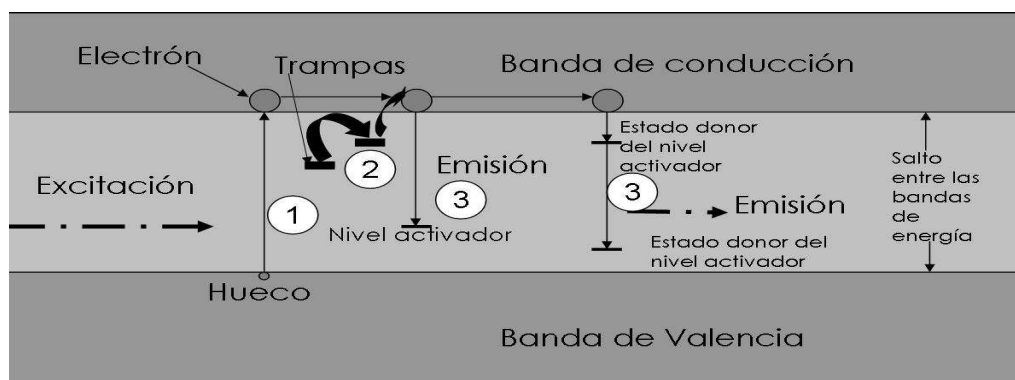 Electrón
Trampas
Banda de conducción
Estado donor
del nivel
activador
Salto
entre las
bandas
de
energía
Excitación
2
Emisión
1
3
3
Emisión
Nivel activador
Estado donor del
nivel activador
Hueco
Banda de Valencia